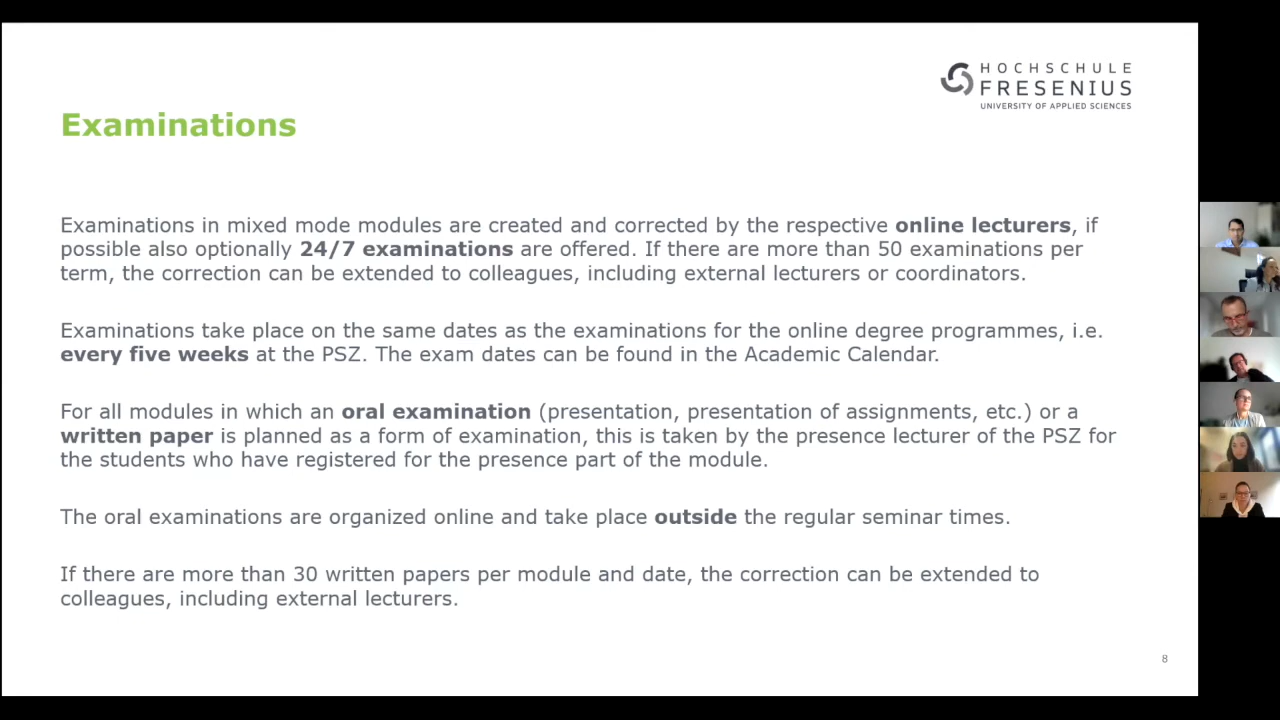 HOCHSCHULE
FRESENIUS
UNIVERSITY OF APPLIED SCIENCES
Examinations
Examinations in mixed mode modules are created and corrected by the respective online lecturers, if
possible also optionally 24/7 examinations are offered. If there are more than 50 examinations per
term, the correction can be extended to colleagues, including external lecturers or coordinators.
Examinations take place on the same dates as the examinations for the online degree programmes, i.e.
every five weeks at the PSZ. The exam dates can be found in the Academic Calendar.
For all modules in which an oral examination (presentation, presentation of assignments, etc.) or a
written paper is planned as a form of examination, this is taken by the presence lecturer of the PSZ for
the students who have registered for the presence part of the module.
The oral examinations are organized online and take place outside the regular seminar times.
If there are more than 30 written papers per module and date, the correction can be extended to
colleagues, including external lecturers.
8